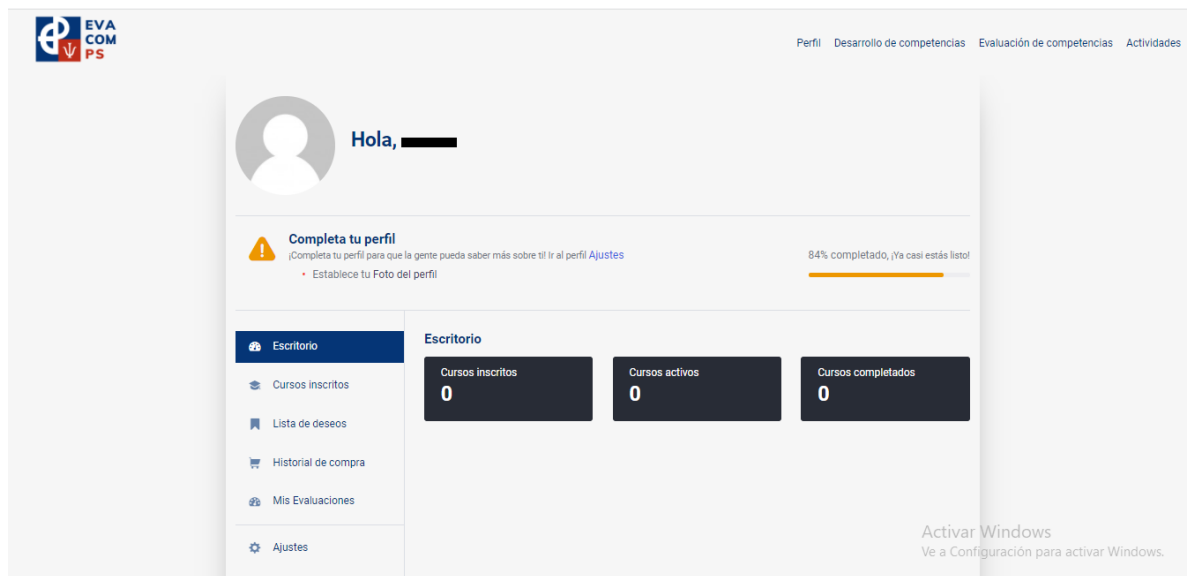 EVA
COM
PS
Perfil Desarrollo de competencias Evaluación de competencias Actividades
Hola,
Completa tu perfil
¡Completa tu perfil para que la gente pueda saber más sobre ti! Ir al perfil Ajustes
• Establece tu Foto del perfil
84% completado, ¡Ya casi estás listo!
Escritorio
Cursos inscritos
Lista de deseos
Historial de compra
Mis Evaluaciones
Ajustes
Escritorio
Cursos inscritos
0
Cursos activos
0
Cursos completados
0
Activar Windows
Ve a Configuración para activar Windows.